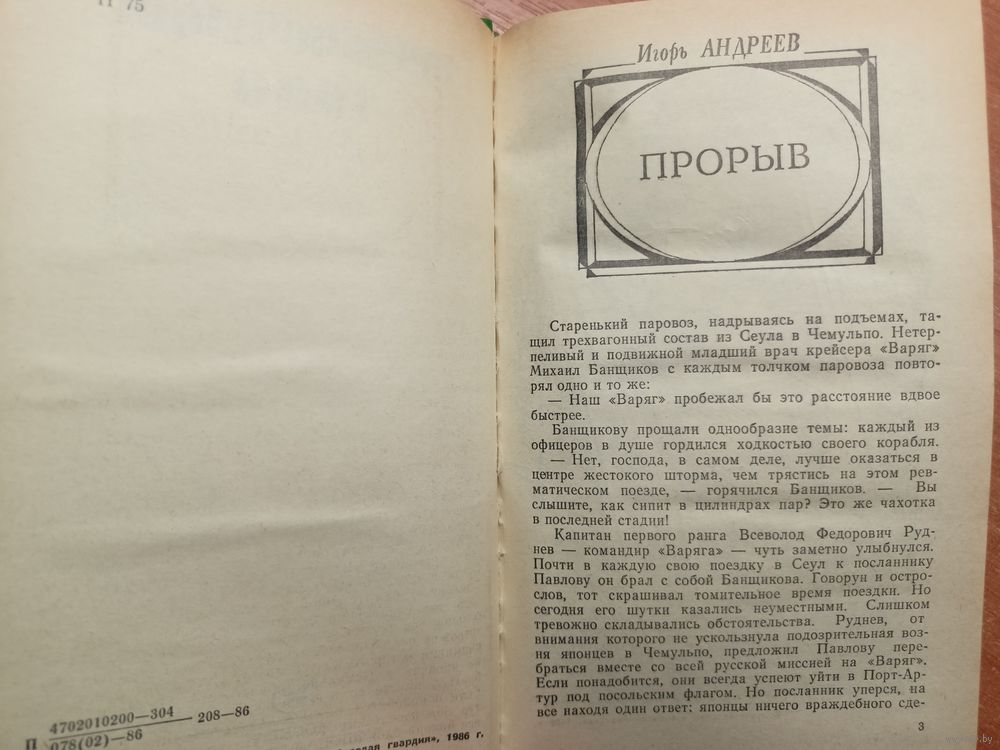 П 75
4702010200—304
П 208—86
078(02)—86
гвардия», 1986 г.
Игорь АНДРЕЕВ
ПРОРЫВ
Старенький паровоз, надрываясь на подъемах, та-
щил трехвагонный состав из Сеула в Чемульпо. Нетер-
пеливый и подвижной младший врач крейсера «Варяг»
Михаил Банщиков с каждым толчком паровоза повто-
рял одно и то же:
— Наш «Варяг» пробежал бы это расстояние вдвое
быстрее.
Банщикову прощали однообразие темы: каждый из
офицеров в душе гордился ходкостью своего корабля.
— Нет, господа, в самом деле, лучше оказаться в
центре жестокого шторма, чем трястись на этом рев-
матическом поезде, — горячился Банщиков. — Вы
слышите, как сипит в цилиндрах пар? Это же чахотка
в последней стадии!
Капитан первого ранга Всеволод Федорович Руд-
нев — командир «Варяга» — чуть заметно улыбнулся.
Почти в каждую свою поездку в Сеул к посланнику
Павлову он брал с собой Банщикова. Говорун и остро-
слов, тот скрашивал томительное время поездки. Но
сегодня его шутки казались неуместными. Слишком
тревожно складывались обстоятельства. Руднев, от
внимания которого не ускользнула подозрительная воз-
ня японцев в Чемульпо, предложил Павлову пере-
браться вместе со всей русской миссией на «Варяг».
Если понадобится, они всегда успеют уйти в Порт-Ар-
тур под посольским флагом. Но посланник уперся, на
все находя один ответ: японцы ничего враждебного сде-
3